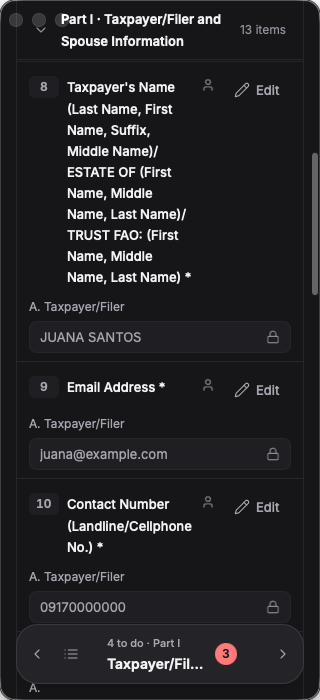 Part I · Taxpayer/Filer and
Spouse Information
13 items
8
Taxpayer's Name
(Last Name, First
Name, Suffix,
Middle Name)/
ESTATE OF (First
Name, Middle
Name, Last Name)/
TRUST FAO: (First
Name, Middle
Name, Last Name) *
Edit
A. Taxpayer/Filer
JUANA SANTOS
9
Email Address *
Edit
A. Taxpayer/Filer
juana@example.com
10
Contact Number
(Landline/Cellphone
No.) *
Edit
A. Taxpayer/Filer
09170000000
4 to do · Part I
Taxpayer/Fil...
3
A.